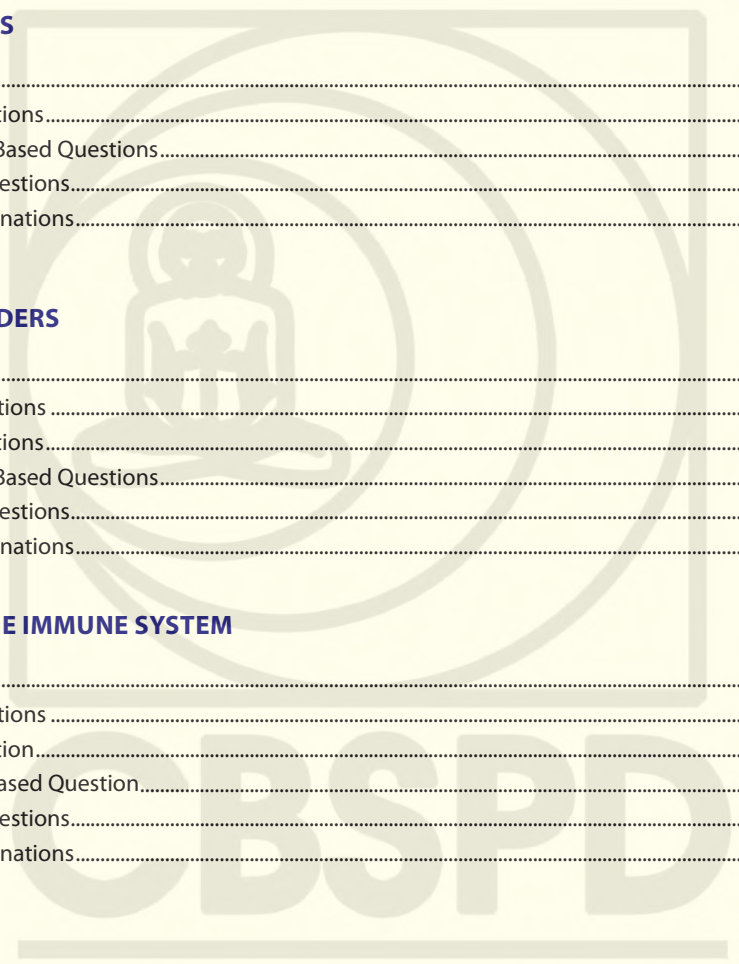 S
...............................................................................
tions...............................................................................
Based Questions...............................................................................
estions...............................................................................
nations...............................................................................
DERS
...............................................................................
tions ...............................................................................
tions...............................................................................
Based Questions...............................................................................
estions...............................................................................
nations...............................................................................
E IMMUNE SYSTEM
...............................................................................
tions ...............................................................................
tion...............................................................................
ased Question...............................................................................
estions...............................................................................
nations...............................................................................
CBSPD